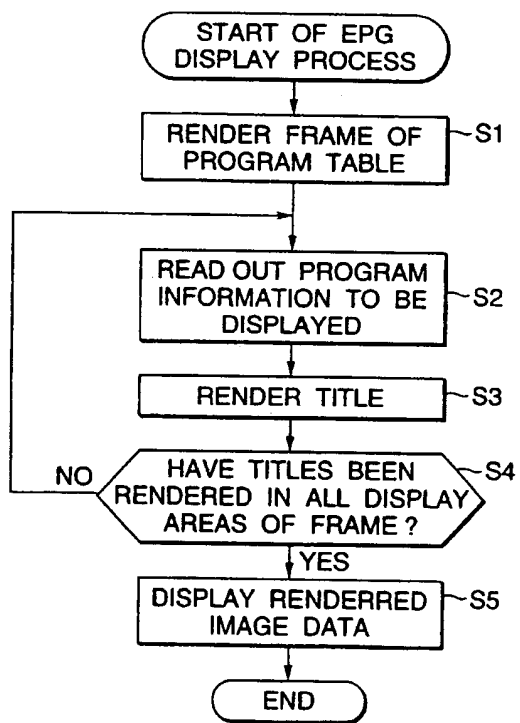 START OF EPG
DISPLAY PROCESS
RENDER FRAME OF
PROGRAM TABLE
S1
READ OUT PROGRAM
INFORMATION TO BE
DISPLAYED
S2
RENDER TITLE
S3
HAVE TITLES BEEN
RENDERED IN ALL DISPLAY
AREAS OF FRAME?
S4
NO
YES
DISPLAY RENDERRED
IMAGE DATA
S5
END